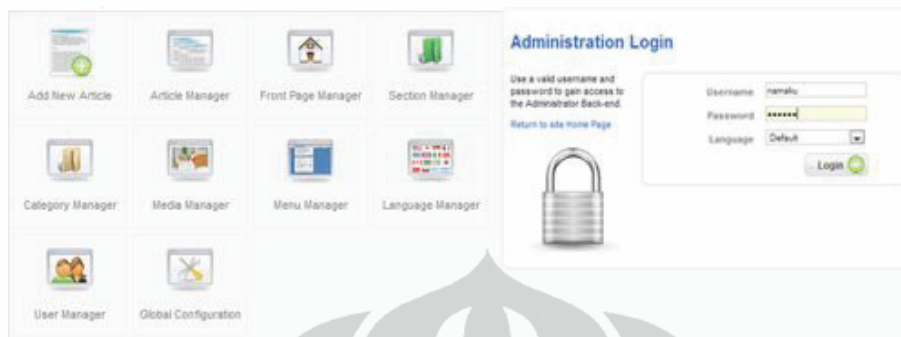 Add New Article
Article Manager
Front Page Manager
Section Manager
Category Manager
Media Manager
Menu Manager
Language Manager
User Manager
Global Configuration
Administration Login
Use a valid username and
password to gain access to
the Administrator Back-end.
Return to site Home Page
Username namaku
Password ••••••
Language Default
Login